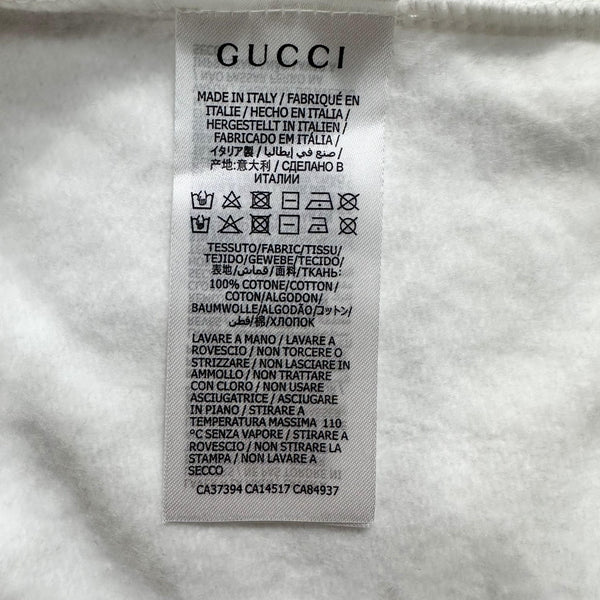 GUCCI
MADE IN ITALY / FABRIQUÉ EN
ITALIE / HECHO EN ITALIA /
HERGESTELLT IN ITALIEN /
FABRICADO EM ITÁLIA /
イタリア製 / صنع في إيطاليا /
产地:意大利 / СДЕЛАНО В
ИТАЛИИ
TESSUTO/FABRIC/TISSU/
TEJIDO/GEWEBE/TECIDO/
表地/قماش/面料/ТКАНЬ:
100% COTONE/COTTON/
COTON/ALGODON/
BAUMWOLLE/ALGODÃO/コットン/
قطن/棉/ХЛОПОК
LAVARE A MANO / LAVARE A
ROVESCIO / NON TORCERE O
STRIZZARE / NON LASCIARE IN
AMMOLLO / NON TRATTARE
CON CLORO / NON USARE
ASCIUGATRICE / ASCIUGARE
IN PIANO / STIRARE A
TEMPERATURA MASSIMA 110
°C SENZA VAPORE / STIRARE A
ROVESCIO / NON STIRARE LA
STAMPA / NON LAVARE A
SECCO
CA37394 CA14517 CA84937